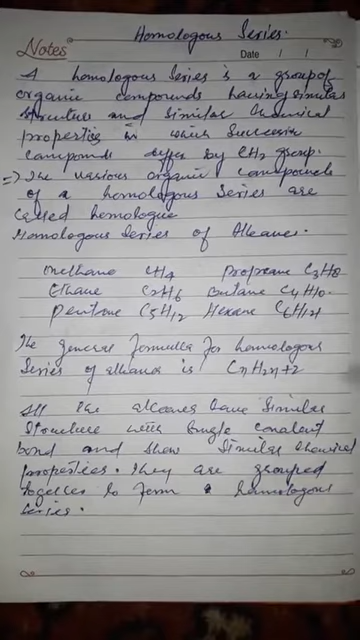 Homologous Series.
Notes
Date / /
A homologous Series is a group of
organic compounds having similar
structure and similar chemical
properties in which successive
compounds differ by CH2 group.
=> The various organic compounds
of a homologous Series are
called homologue
Homologous Series of Alkanes.
Methane CH4 Propane C3H8
Ethane C2H6 Butane C4H10
Pentane C5H12 Hexane C6H14
The general formula for homologous
Series of alkanes is CnH2n+2
All the alkanes have similar
structure with single covalent
bond and show similar chemical
properties. They are grouped
together to form a homologous
series.